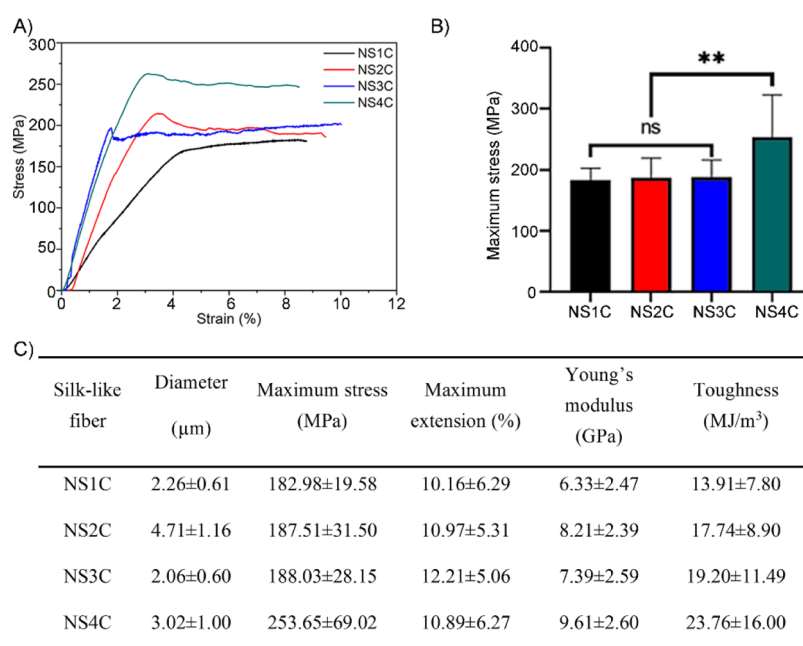 A)
300
250
200
150
100
50
0
Stress (MPa)
0 2 4 6 8 10 12
Strain (%)
NS1C
NS2C
NS3C
NS4C
B)
400
300
200
100
0
Maximum stress (MPa)
ns
**
NS1C NS2C NS3C NS4C
C)
Silk-like fiber Diameter (µm) Maximum stress (MPa) Maximum extension (%) Young's modulus (GPa) Toughness (MJ/m³)
NS1C 2.26±0.61 182.98±19.58 10.16±6.29 6.33±2.47 13.91±7.80
NS2C 4.71±1.16 187.51±31.50 10.97±5.31 8.21±2.39 17.74±8.90
NS3C 2.06±0.60 188.03±28.15 12.21±5.06 7.39±2.59 19.20±11.49
NS4C 3.02±1.00 253.65±69.02 10.89±6.27 9.61±2.60 23.76±16.00